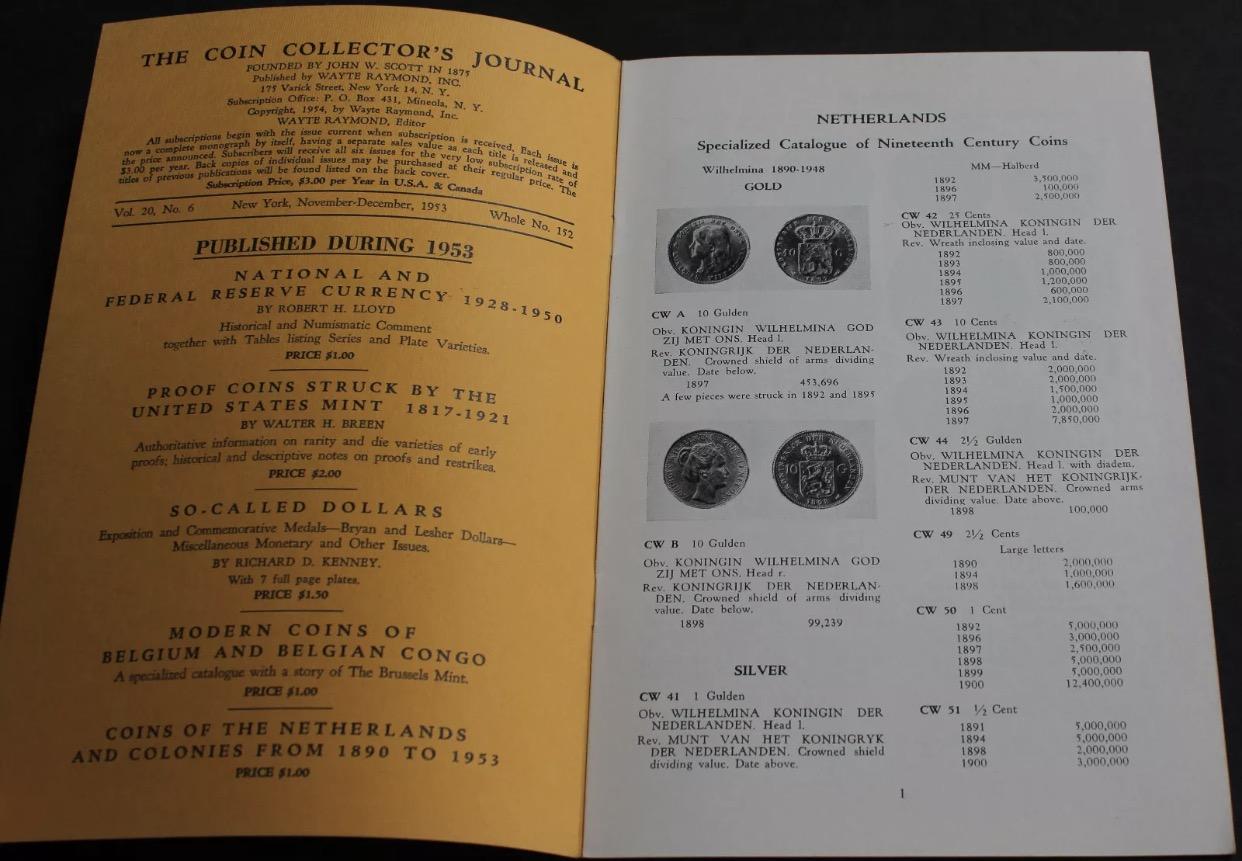 THE COIN COLLECTOR'S JOURNAL
FOUNDED BY JOHN W. SCOTT IN 1875
Published by WAYTE RAYMOND, INC.
175 Varick Street, New York 14, N. Y.
Subscription Office: P. O. Box 431, Mineola, N. Y.
Copyright, 1954, by Wayte Raymond, Inc.
WAYTE RAYMOND, Editor
All subscriptions begin with the issue current when subscription is received. Each issue is
now a complete monograph by itself, having a separate sales value as each title is released and
the price announced. Subscribers will receive all six issues for the very low subscription rate of
$3.00 per year. Back copies of individual issues may be purchased at their regular price. The
titles of previous publications will be found listed on the back cover.
Subscription Price, $3.00 per Year in U.S.A. & Canada
Vol. 20, No. 6 New York, November-December, 1953 Whole No. 152
PUBLISHED DURING 1953
NATIONAL AND
FEDERAL RESERVE CURRENCY 1928-1950
BY ROBERT H. LLOYD
Historical and Numismatic Comment
together with Tables listing Series and Plate Varieties.
PRICE $1.00
PROOF COINS STRUCK BY THE
UNITED STATES MINT 1817-1921
BY WALTER H. BREEN
Authoritative information on rarity and die varieties of early
proofs; historical and descriptive notes on proofs and restrikes.
PRICE $2.00
SO-CALLED DOLLARS
Exposition and Commemorative Medals—Bryan and Lesher Dollars—
Miscellaneous Monetary and Other Issues.
BY RICHARD D. KENNEY.
With 7 full page plates.
PRICE $1.50
MODERN COINS OF
BELGIUM AND BELGIAN CONGO
A specialized catalogue with a story of The Brussels Mint.
PRICE $1.00
COINS OF THE NETHERLANDS
AND COLONIES FROM 1890 TO 1953
PRICE $1.00
NETHERLANDS
Specialized Catalogue of Nineteenth Century Coins
Wilhelmina 1890-1948
GOLD
50 G
CW A 10 Gulden
Obv. KONINGIN WILHELMINA GOD
ZIJ MET ONS. Head l.
Rev. KONINGRIJK DER NEDERLAN-
DEN. Crowned shield of arms dividing
value. Date below.
1897 453,696
A few pieces were struck in 1892 and 1895
10 G
CW B 10 Gulden
Obv. KONINGIN WILHELMINA GOD
ZIJ MET ONS. Head r.
Rev. KONINGRIJK DER NEDERLAN-
DEN. Crowned shield of arms dividing
value. Date below.
1898 99,239
SILVER
CW 41 1 Gulden
Obv. WILHELMINA KONINGIN DER
NEDERLANDEN. Head l.
Rev. MUNT VAN HET KONINGRYK
DER NEDERLANDEN. Crowned shield
dividing value. Date above.
MM—Halberd
1892 3,500,000
1896 100,000
1897 2,500,000
CW 42 25 Cents
Obv. WILHELMINA KONINGIN DER
NEDERLANDEN. Head l.
Rev. Wreath inclosing value and date.
1892 800,000
1893 800,000
1894 1,000,000
1895 1,200,000
1896 600,000
1897 2,100,000
CW 43 10 Cents
Obv. WILHELMINA KONINGIN DER
NEDERLANDEN. Head l.
Rev. Wreath inclosing value and date.
1892 2,000,000
1893 2,000,000
1894 1,500,000
1895 1,000,000
1896 2,000,000
1897 7,850,000
CW 44 2½ Gulden
Obv. WILHELMINA KONINGIN DER
NEDERLANDEN. Head l. with diadem.
Rev. MUNT VAN HET KONINGRIJK-
DER NEDERLANDEN. Crowned arms
dividing value. Date above.
1898 100,000
CW 49 2½ Cents
Large letters
1890 2,000,000
1894 1,000,000
1898 1,600,000
CW 50 1 Cent
1892 5,000,000
1896 3,000,000
1897 2,500,000
1898 5,000,000
1899 5,000,000
1900 12,400,000
CW 51 ½ Cent
1891 5,000,000
1894 5,000,000
1898 2,000,000
1900 3,000,000
1